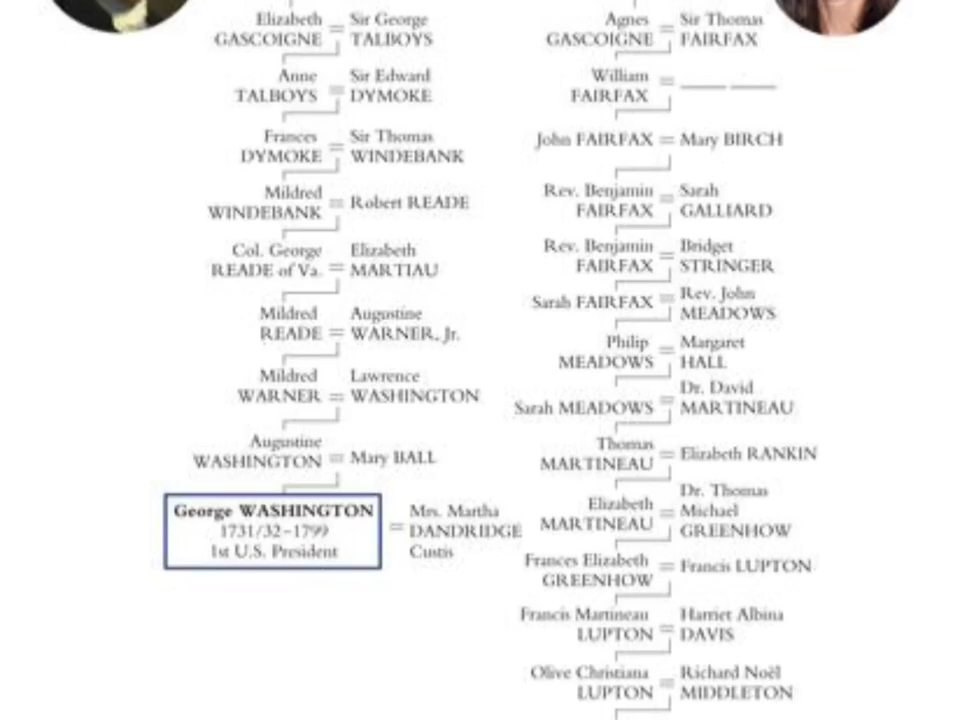 Elizabeth
GASCOIGNE = Sir George
TALBOYS
Anne
TALBOYS = Sir Edward
DYMOKE
Frances
DYMOKE = Sir Thomas
WINDEBANK
Mildred
WINDEBANK = Robert READE
Col. George
READE of Va. = Elizabeth
MARTIAU
Mildred
READE = Augustine
WARNER, Jr.
Mildred
WARNER = Lawrence
WASHINGTON
Augustine
WASHINGTON = Mary BALL
George WASHINGTON
1731/32–1799
1st U.S. President
= Mrs. Martha
DANDRIDGE
Custis
Agnes
GASCOIGNE = Sir Thomas
FAIRFAX
William
FAIRFAX = ____ ____
John FAIRFAX = Mary BIRCH
Rev. Benjamin
FAIRFAX = Sarah
GALLIARD
Rev. Benjamin
FAIRFAX = Bridget
STRINGER
Sarah FAIRFAX = Rev. John
MEADOWS
Philip
MEADOWS = Margaret
HALL
Sarah MEADOWS = Dr. David
MARTINEAU
Thomas
MARTINEAU = Elizabeth RANKIN
Elizabeth
MARTINEAU = Dr. Thomas
Michael
GREENHOW
Frances Elizabeth
GREENHOW = Francis LUPTON
Francis Martineau
LUPTON = Harriet Albina
DAVIS
Olive Christiana
LUPTON = Richard Noël
MIDDLETON